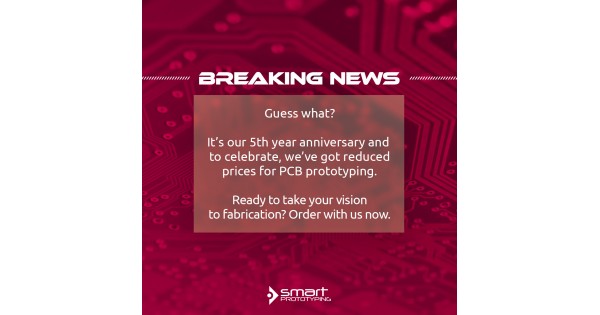 BREAKING NEWS
Guess what?
It's our 5th year anniversary and
to celebrate, we've got reduced
prices for PCB prototyping.
Ready to take your vision
to fabrication? Order with us now.
smart
PROTOTYPING